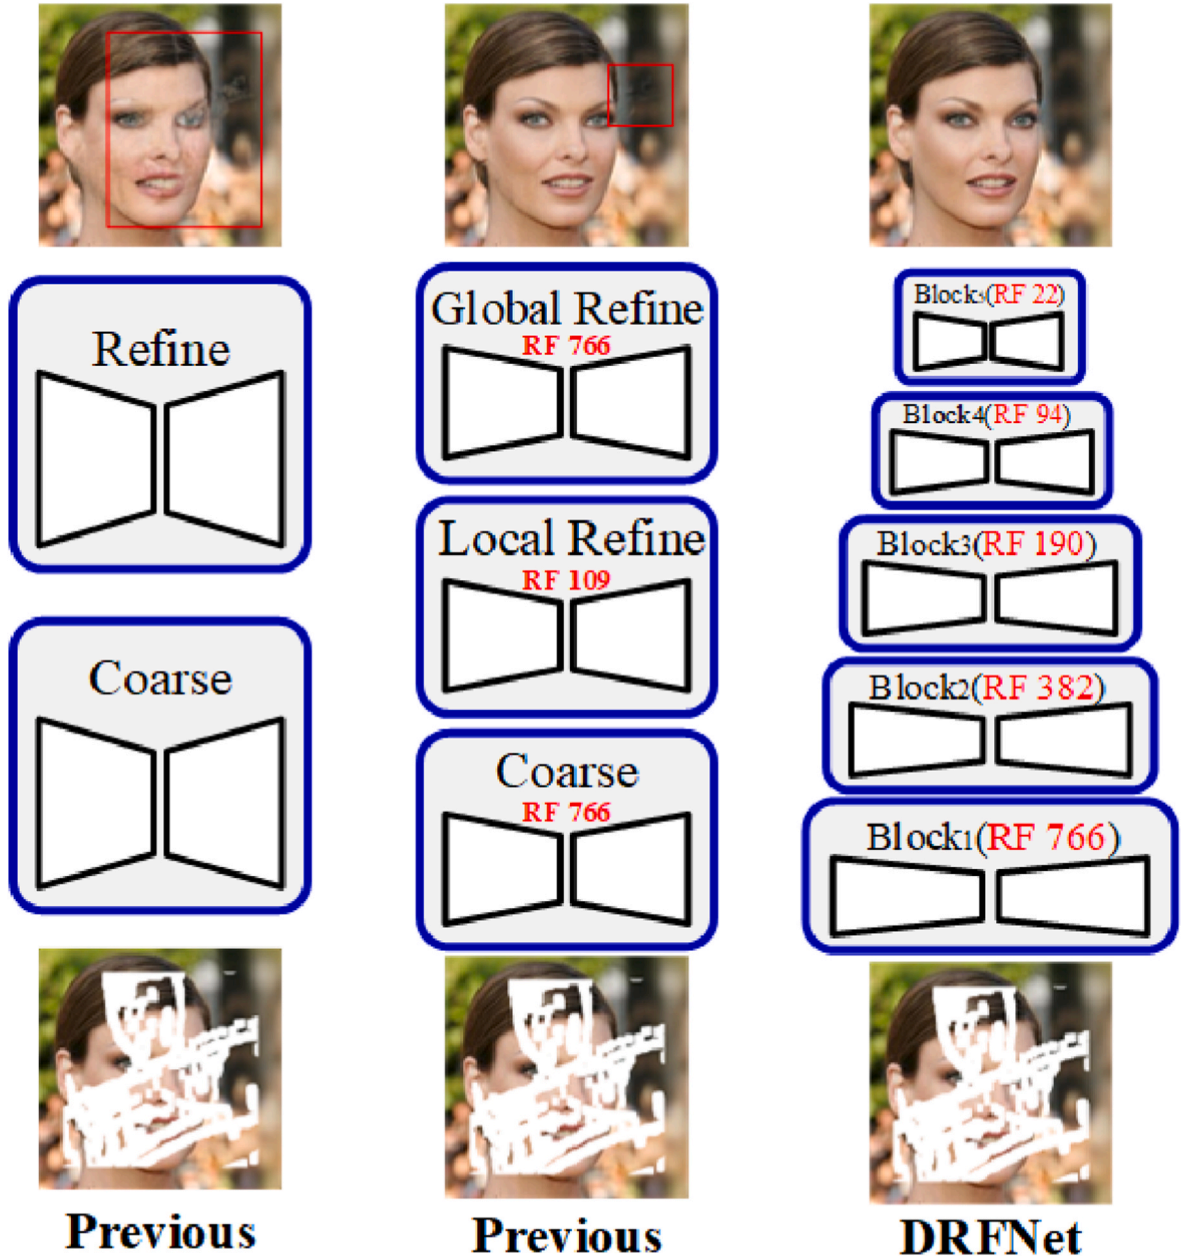 Refine
Coarse
Previous
Global Refine
RF 766
Local Refine
RF 109
Coarse
RF 766
Previous
Block5(RF 22)
Block4(RF 94)
Block3(RF 190)
Block2(RF 382)
Block1(RF 766)
DRFNet